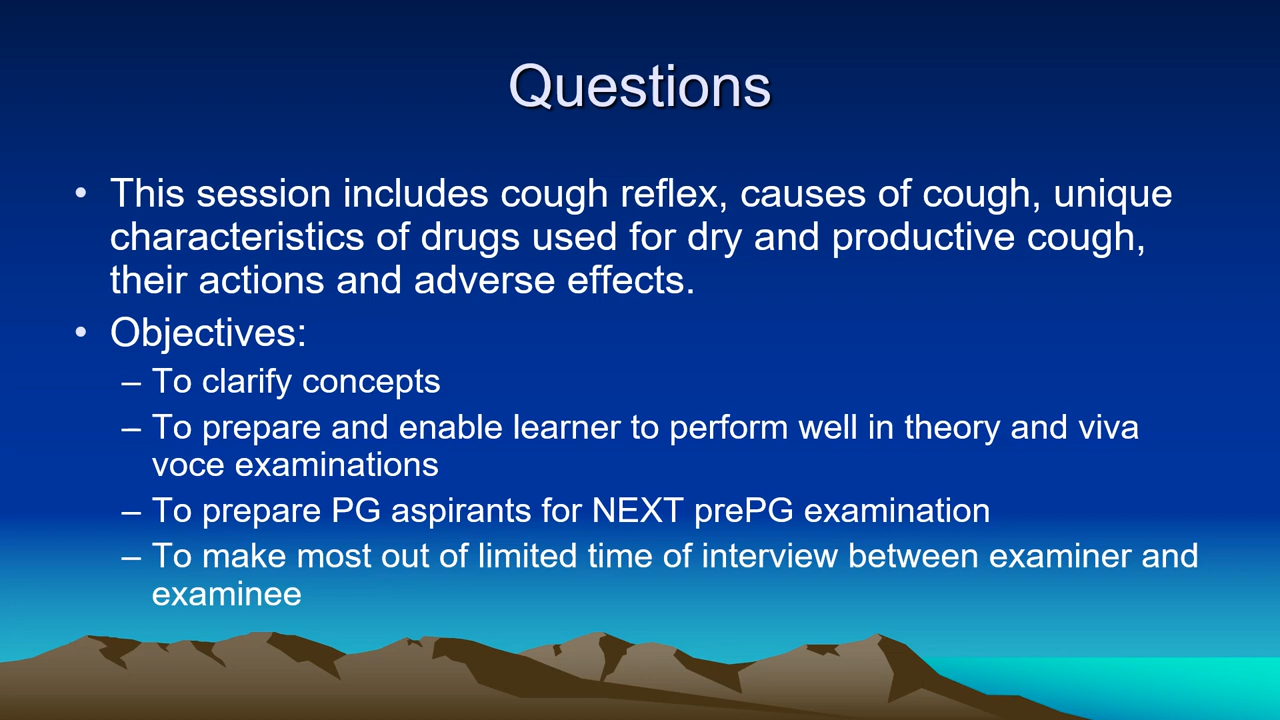 Questions
• This session includes cough reflex, causes of cough, unique
characteristics of drugs used for dry and productive cough,
their actions and adverse effects.
• Objectives:
– To clarify concepts
– To prepare and enable learner to perform well in theory and viva
voce examinations
– To prepare PG aspirants for NEXT prePG examination
– To make most out of limited time of interview between examiner and
examinee